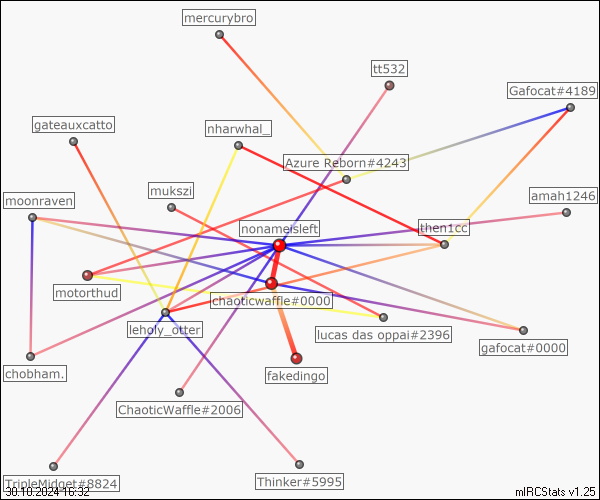 mercurybro
tt532
Gafocat#4189
gateauxcatto
nharwhal_
Azure Reborn#4243
mukszi
amah1246
moonraven
nonameisleft
then1cc
motorthud
chaoticwaffle#0000
leholy_otter
lucas das oppai#2396
gafocat#0000
chobham.
fakedingo
ChaoticWaffle#2006
TripleMidget#8824
Thinker#5995
30.10.2024 16:32
mIRCStats v1.25